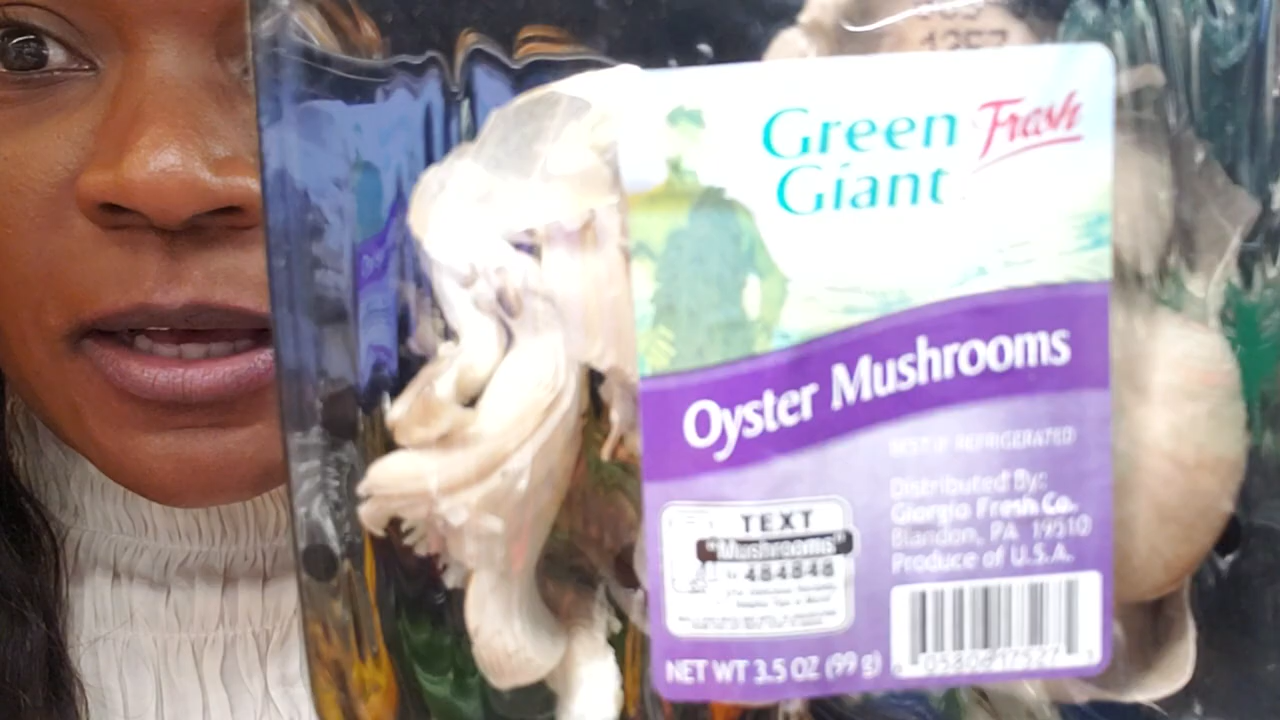 1357
Green Fresh
Giant
Oyster Mushrooms
BEST IF REFRIGERATED
Distributed By:
Giorgio Fresh Co.
Blandon, PA 19510
Produce of U.S.A.
TEXT
"Mushrooms"
484848
NET WT 3.5 OZ (99 g)